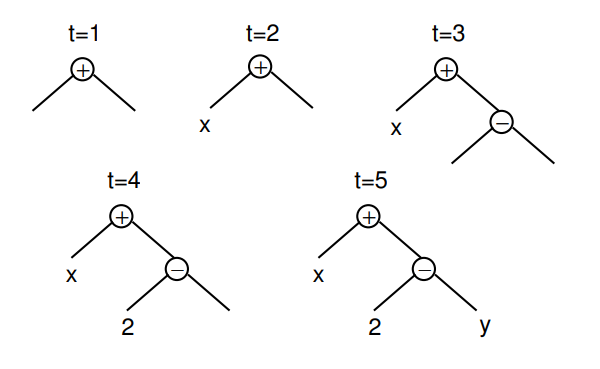 t=1 t=2 t=3
+ + +
x x −
t=4 t=5
+ +
x − x −
2 2 y